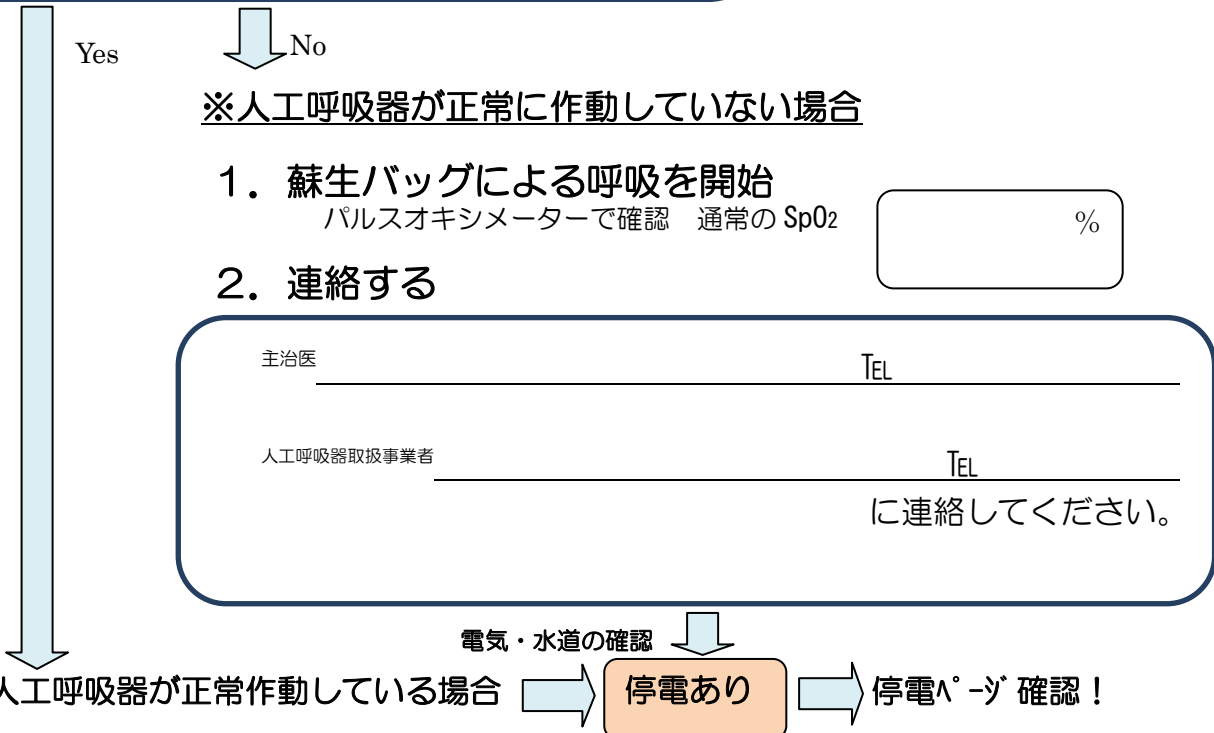 Yes
No
※人工呼吸器が正常に作動していない場合
１．蘇生バッグによる呼吸を開始
パルスオキシメーターで確認　通常の SpO2
%
２．連絡する
主治医 TEL
人工呼吸器取扱事業者 TEL
に連絡してください。
電気・水道の確認
人工呼吸器が正常作動している場合
停電あり
停電ﾍﾟｰｼﾞ確認！